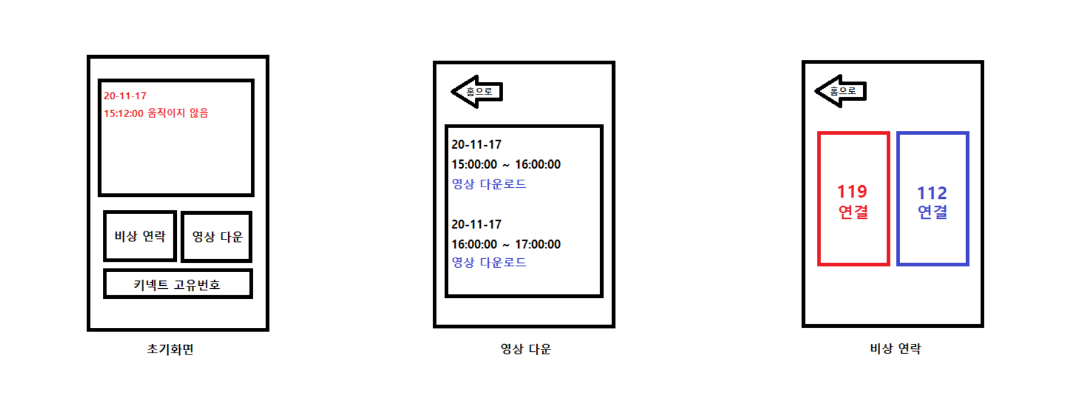 20-11-17
15:12:00 움직이지 않음
비상 연락
영상 다운
키넥트 고유번호
초기화면
홈으로
20-11-17
15:00:00 ~ 16:00:00
영상 다운로드
20-11-17
16:00:00 ~ 17:00:00
영상 다운로드
영상 다운
홈으로
119
연결
112
연결
비상 연락